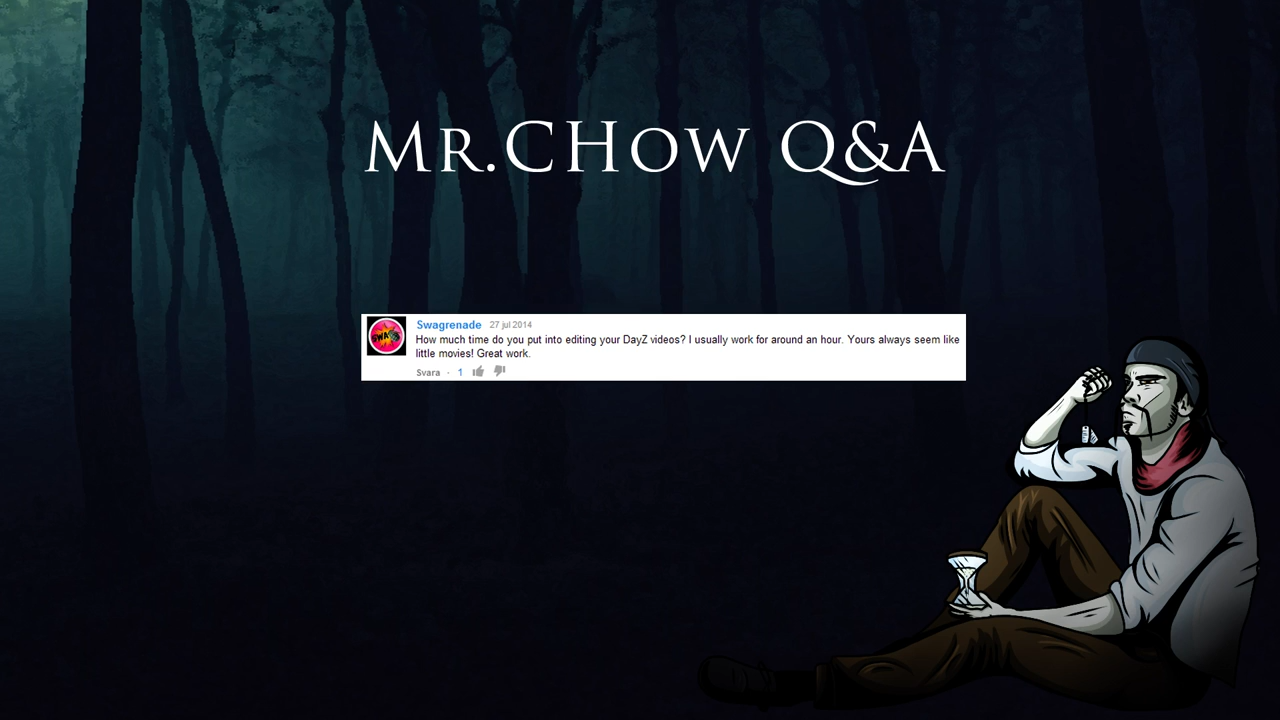 Mr.CHow Q&A
Swagrenade 27 jul 2014
How much time do you put into editing your DayZ videos? I usually work for around an hour. Yours always seem like
little movies! Great work.
Svara · 1
SWAG